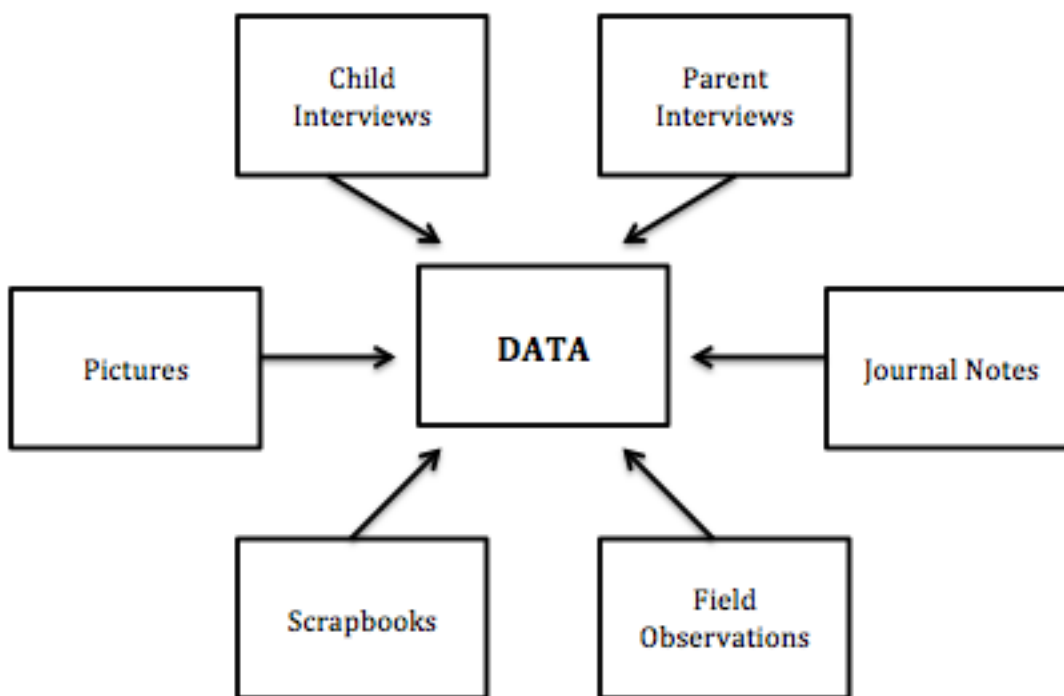 Child
Interviews
Parent
Interviews
Pictures
DATA
Journal Notes
Scrapbooks
Field
Observations